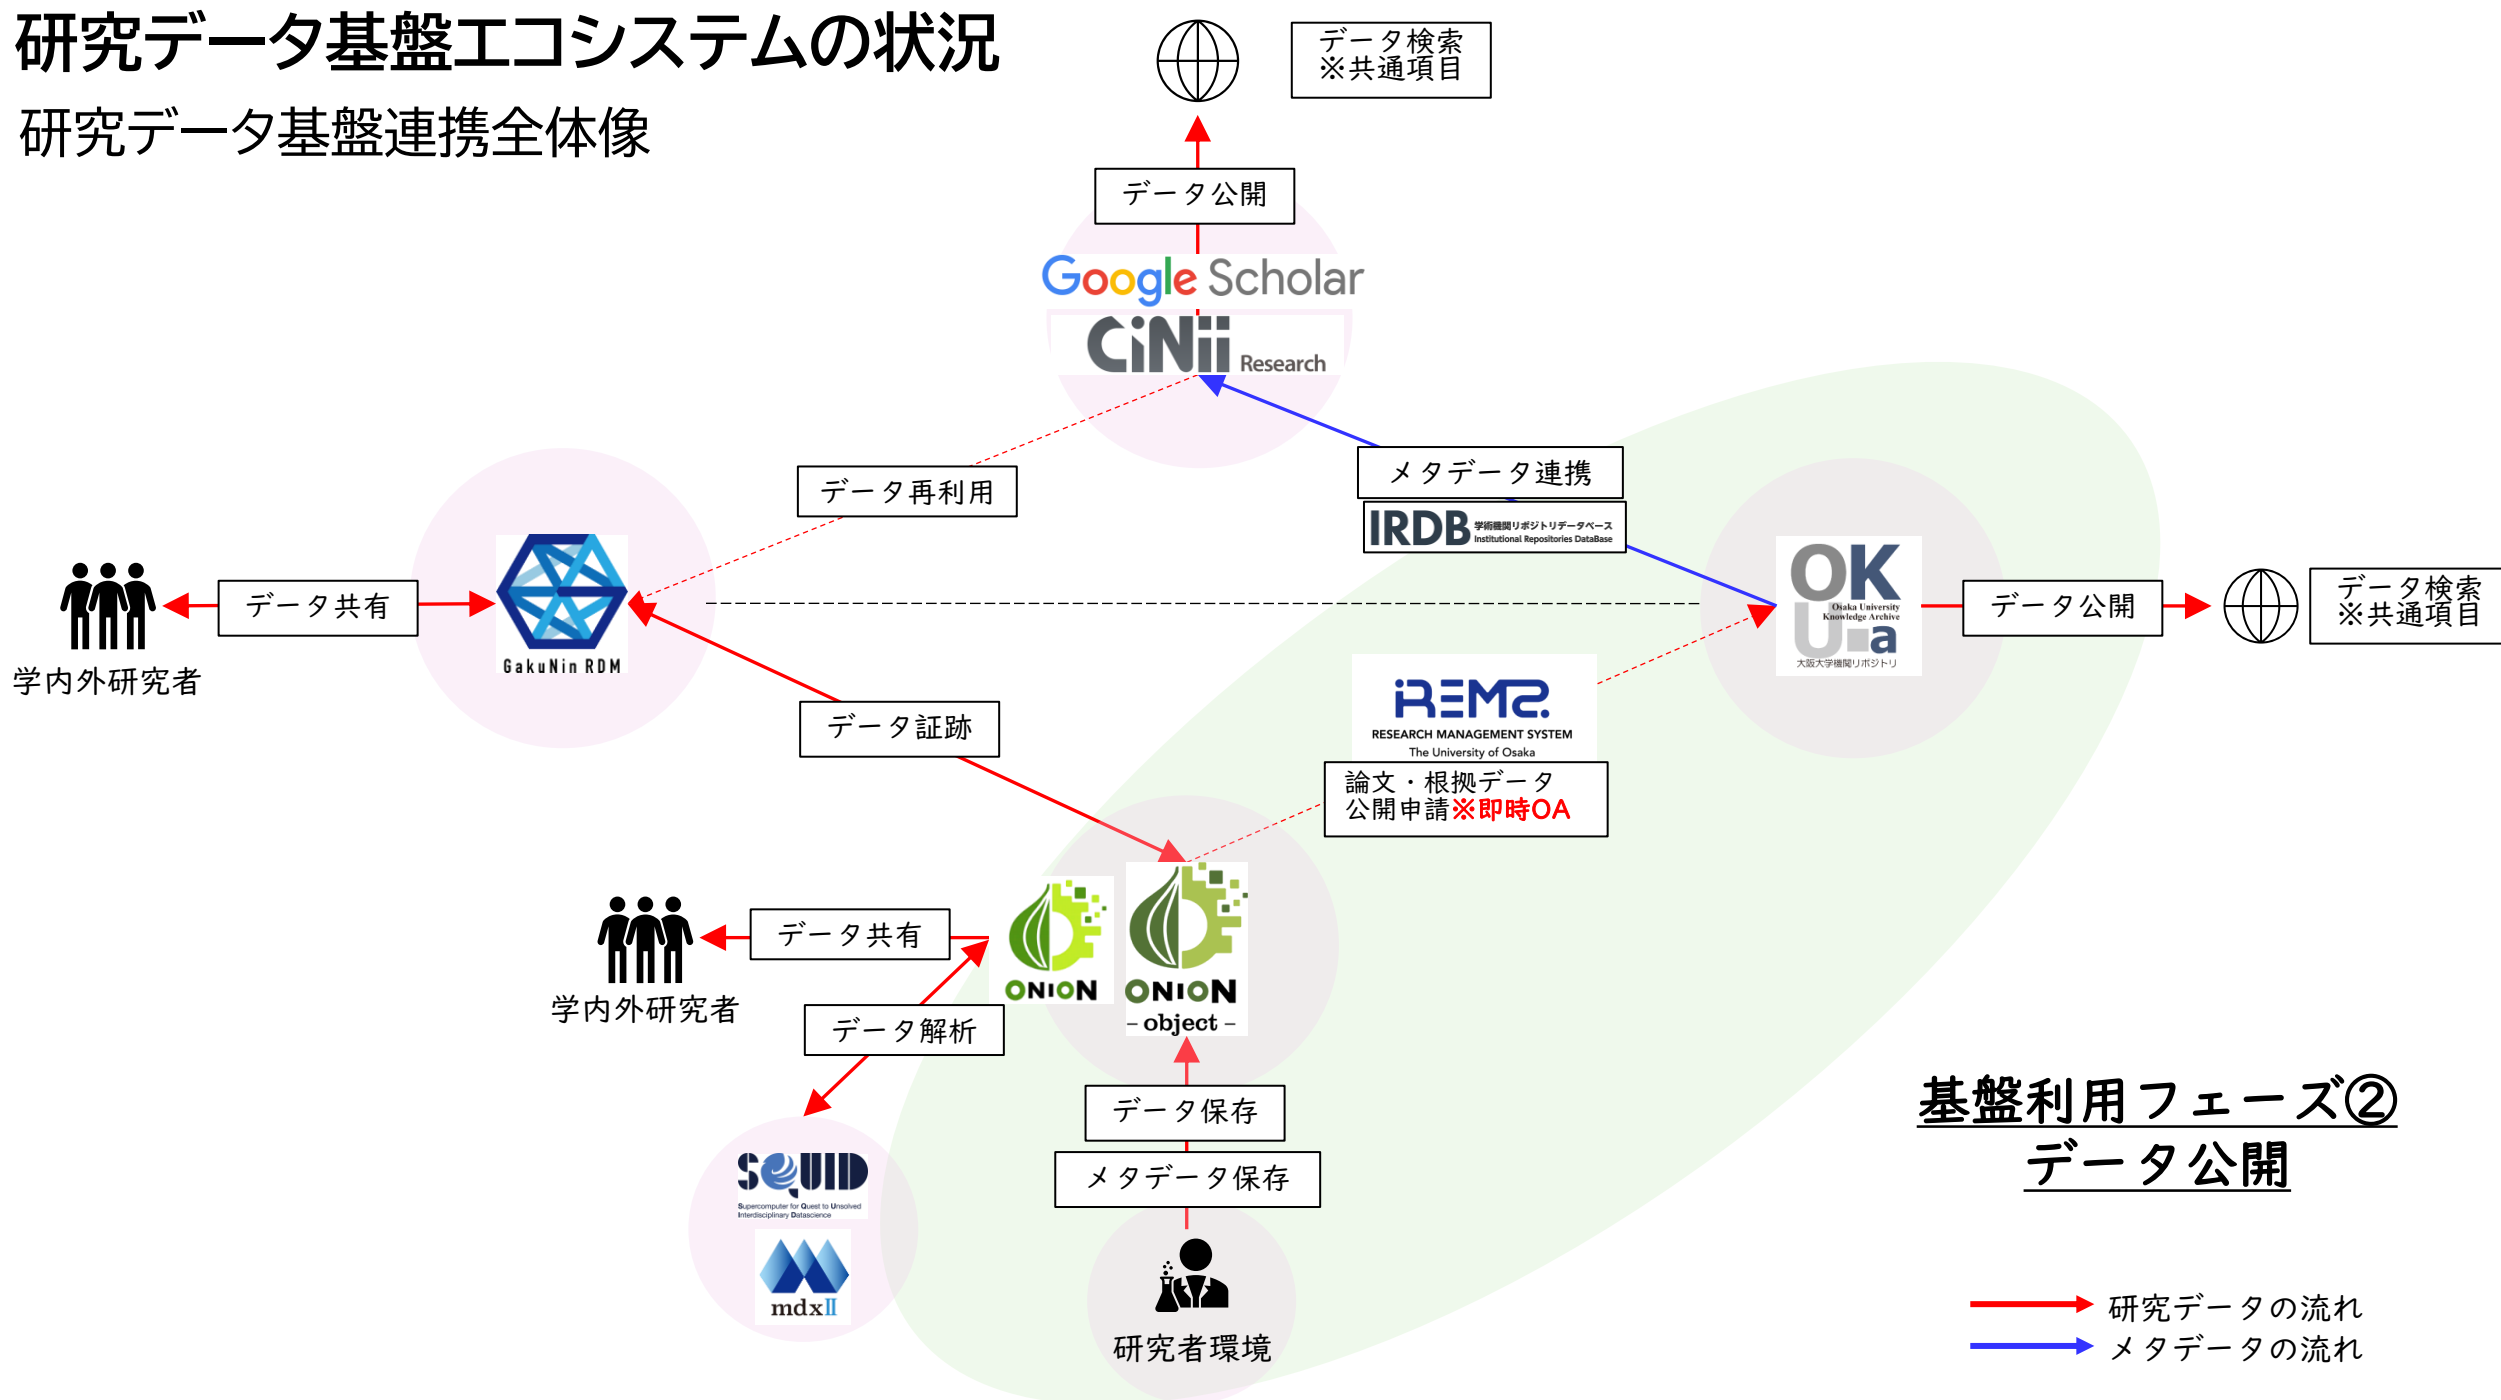 研究データ基盤エコシステムの状況
研究データ基盤連携全体像
データ検索
※共通項目
データ公開
Google Scholar
CiNii Research
データ再利用
メタデータ連携
IRDB 学術機関リポジトリデータベース
Institutional Repositories DataBase
データ共有
学内外研究者
GakuNin RDM
OKUa
Osaka University
Knowledge Archive
大阪大学機関リポジトリ
データ公開
データ検索
※共通項目
データ証跡
REMS
RESEARCH MANAGEMENT SYSTEM
The University of Osaka
論文・根拠データ
公開申請※即時OA
データ共有
学内外研究者
ONION
ONION
- object -
データ解析
データ保存
メタデータ保存
SQUID
Supercomputer for Quest to Unsolved
Interdisciplinary Datascience
mdxⅡ
研究者環境
基盤利用フェーズ②
データ公開
研究データの流れ
メタデータの流れ